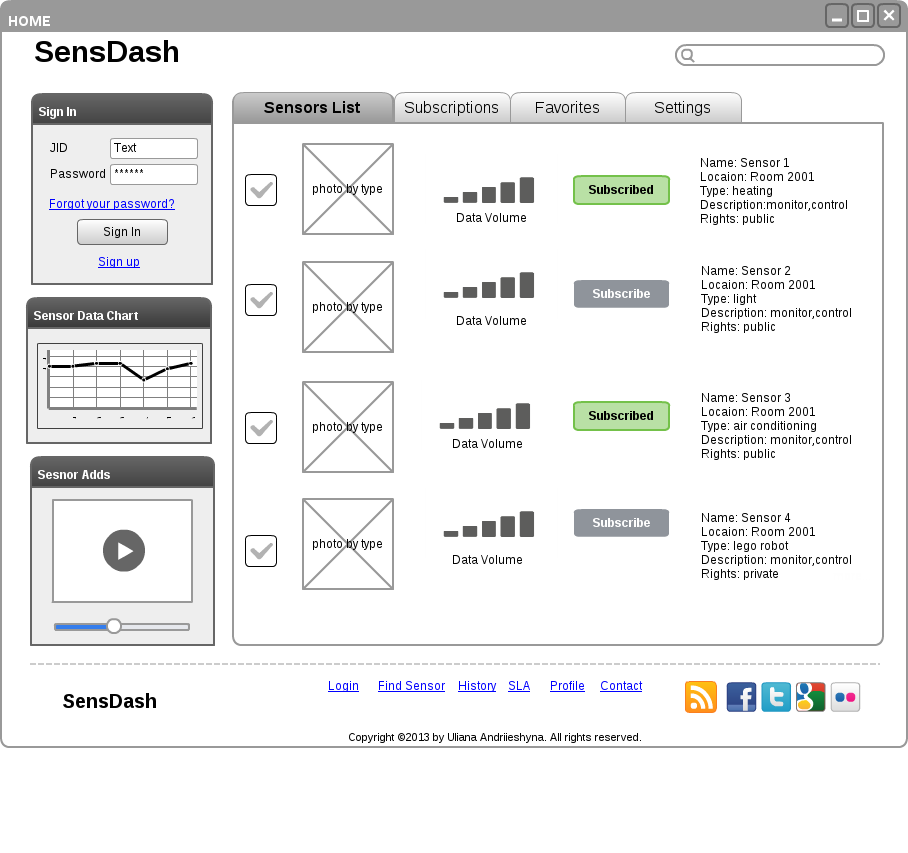 HOME
SensDash
Sign In
JID Text
Password ******
Forgot your password?
Sign In
Sign up
Sensor Data Chart
Sesnor Adds
Sensors List Subscriptions Favorites Settings
photo by type
Data Volume
Subscribed
Name: Sensor 1
Locaion: Room 2001
Type: heating
Description:monitor,control
Rights: public
photo by type
Data Volume
Subscribe
Name: Sensor 2
Locaion: Room 2001
Type: light
Description: monitor,control
Rights: public
photo by type
Data Volume
Subscribed
Name: Sensor 3
Locaion: Room 2001
Type: air conditioning
Description: monitor,control
Rights: public
photo by type
Data Volume
Subscribe
Name: Sensor 4
Locaion: Room 2001
Type: lego robot
Description: monitor,control
Rights: private
SensDash
Login Find Sensor History SLA Profile Contact
f t g
Copyright ©2013 by Uliana Andriieshyna. All rights reserved.